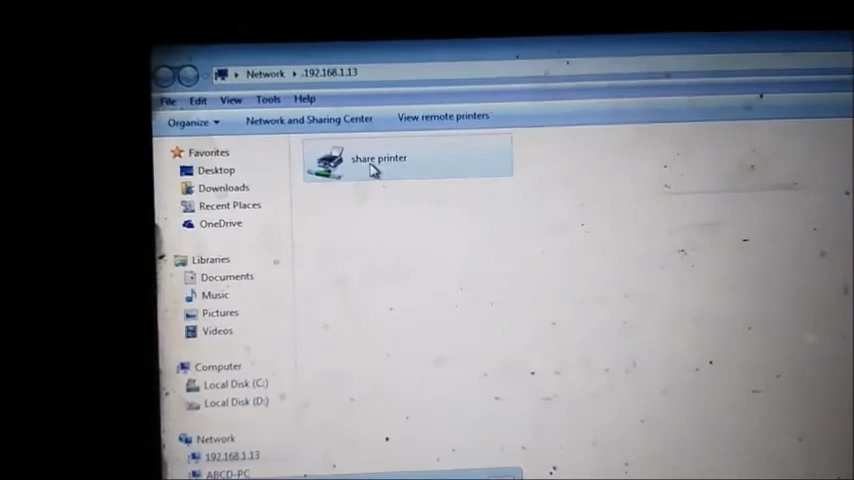 Network ▸ 192.168.1.13
File Edit View Tools Help
Organize Network and Sharing Center View remote printers
Favorites
Desktop
Downloads
Recent Places
OneDrive
Libraries
Documents
Music
Pictures
Videos
Computer
Local Disk (C:)
Local Disk (D:)
Network
192.168.1.13
ABCD-PC
share printer